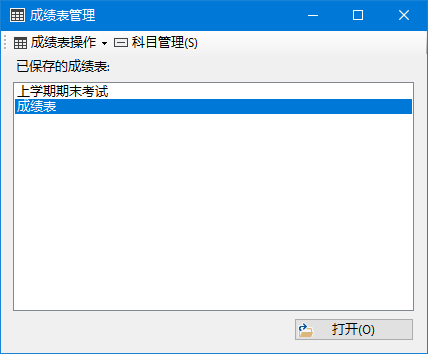 成绩表管理
成绩表操作 科目管理(S)
已保存的成绩表:
上学期期末考试
成绩表
打开(O)